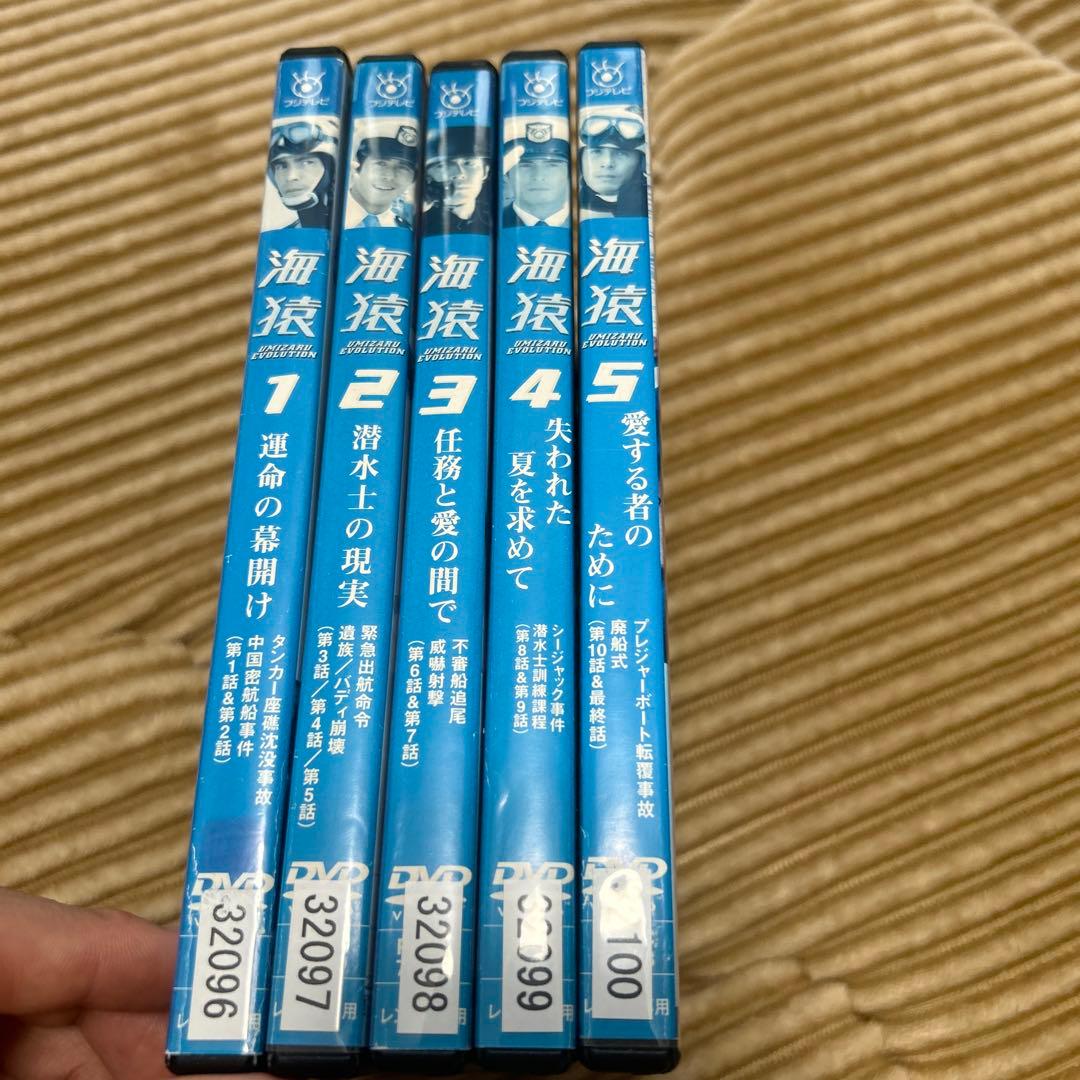 フジテレビ
海猿
UMIZARU
EVOLUTION
1
運命の幕開け
タンカー座礁沈没事故
中国密航船事件
(第1話&第2話)
DVD
32096
フジテレビ
海猿
UMIZARU
EVOLUTION
2
潜水士の現実
緊急出航命令
遺族/バディ崩壊
(第3話/第4話/第5話)
DVD
32097
フジテレビ
海猿
UMIZARU
EVOLUTION
3
任務と愛の間で
不審船追尾
威嚇射撃
(第6話&第7話)
DVD
32098
フジテレビ
海猿
UMIZARU
EVOLUTION
4
失われた
夏を求めて
シージャック事件
潜水士訓練課程
(第8話&第9話)
DVD
32099
フジテレビ
海猿
UMIZARU
EVOLUTION
5
愛する者の
ために
プレジャーボート転覆事故
廃船式
(第10話&最終話)
DVD
100